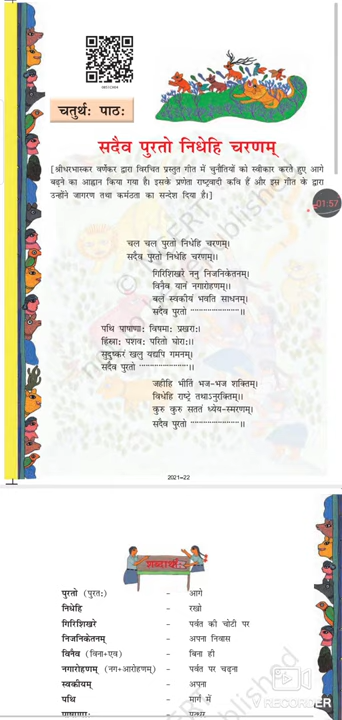 0851CH04
चतुर्थः पाठः
सदैव पुरतो निधेहि चरणम्
[श्रीधरभास्कर वर्णेकर द्वारा विरचित प्रस्तुत गीत में चुनौतियों को स्वीकार करते हुए आगे
बढ़ने का आह्वान किया गया है। इसके प्रणेता राष्ट्रवादी कवि हैं और इस गीत के द्वारा
उन्होंने जागरण तथा कर्मठता का सन्देश दिया है।]
01:57
चल चल पुरतो निधेहि चरणम्।
सदैव पुरतो निधेहि चरणम्॥
गिरिशिखरे ननु निजनिकेतनम्।
विनैव यानं नगारोहणम्॥
बलं स्वकीयं भवति साधनम्।
सदैव पुरतो ........................॥
पथि पाषाणाः विषमाः प्रखराः।
हिंस्राः पशवः परितो घोराः॥
सुदुष्करं खलु यद्यपि गमनम्।
सदैव पुरतो ........................॥
जहीहि भीतिं भज-भज शक्तिम्।
विधेहि राष्ट्रे तथाऽनुरक्तिम्॥
कुरु कुरु सततं ध्येय-स्मरणम्।
सदैव पुरतो ........................॥
2021–22
शब्दार्थाः
पुरतो (पुरतः) - आगे
निधेहि - रखो
गिरिशिखरे - पर्वत की चोटी पर
निजनिकेतनम् - अपना निवास
विनैव (विना+एव) - बिना ही
नगारोहणम् (नग+आरोहणम्) - पर्वत पर चढ़ना
स्वकीयम् - अपना
पथि - मार्ग में
पाषाणाः - पत्थर
RECORDER